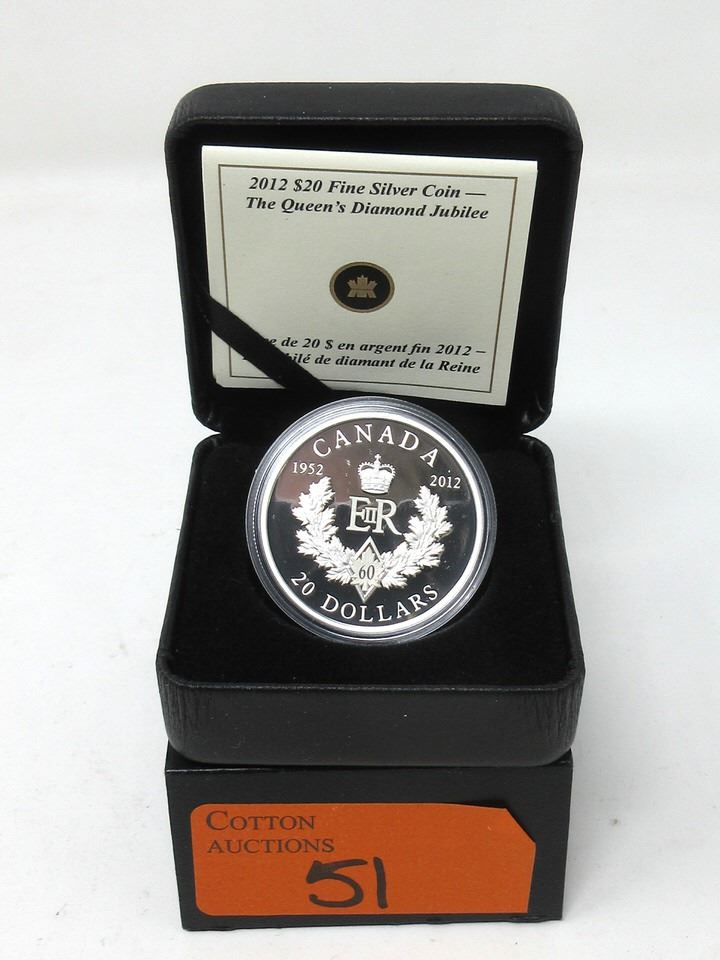 2012 $20 Fine Silver Coin —
The Queen's Diamond Jubilee
de 20 $ en argent fin 2012 –
de diamant de la Reine
CANADA
1952
2012
EIIR
60
20 DOLLARS
COTTON
AUCTIONS
51